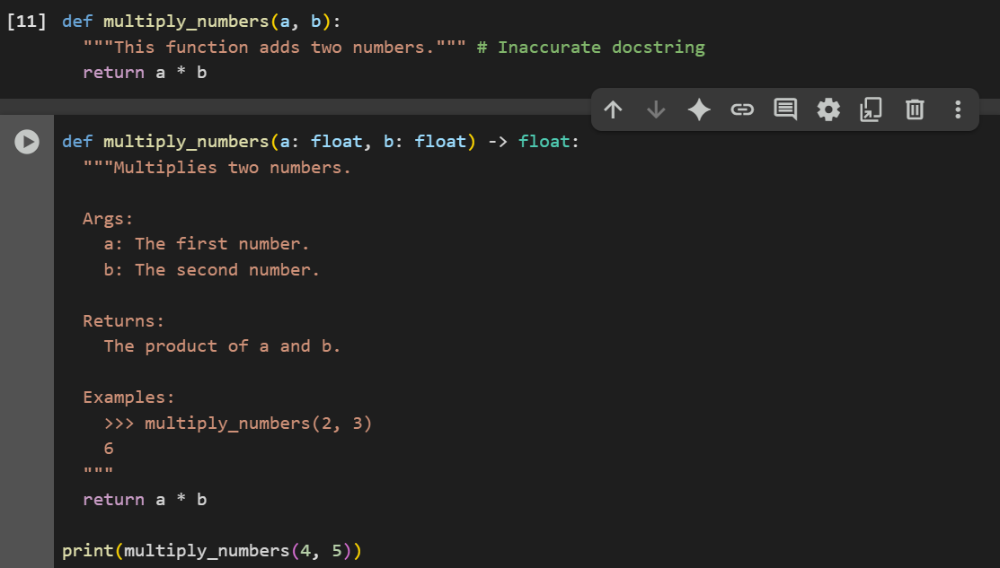 [11] def multiply_numbers(a, b):
  """This function adds two numbers.""" # Inaccurate docstring
  return a * b
def multiply_numbers(a: float, b: float) -> float:
  """Multiplies two numbers.

  Args:
    a: The first number.
    b: The second number.

  Returns:
    The product of a and b.

  Examples:
    >>> multiply_numbers(2, 3)
    6
  """
  return a * b

print(multiply_numbers(4, 5))